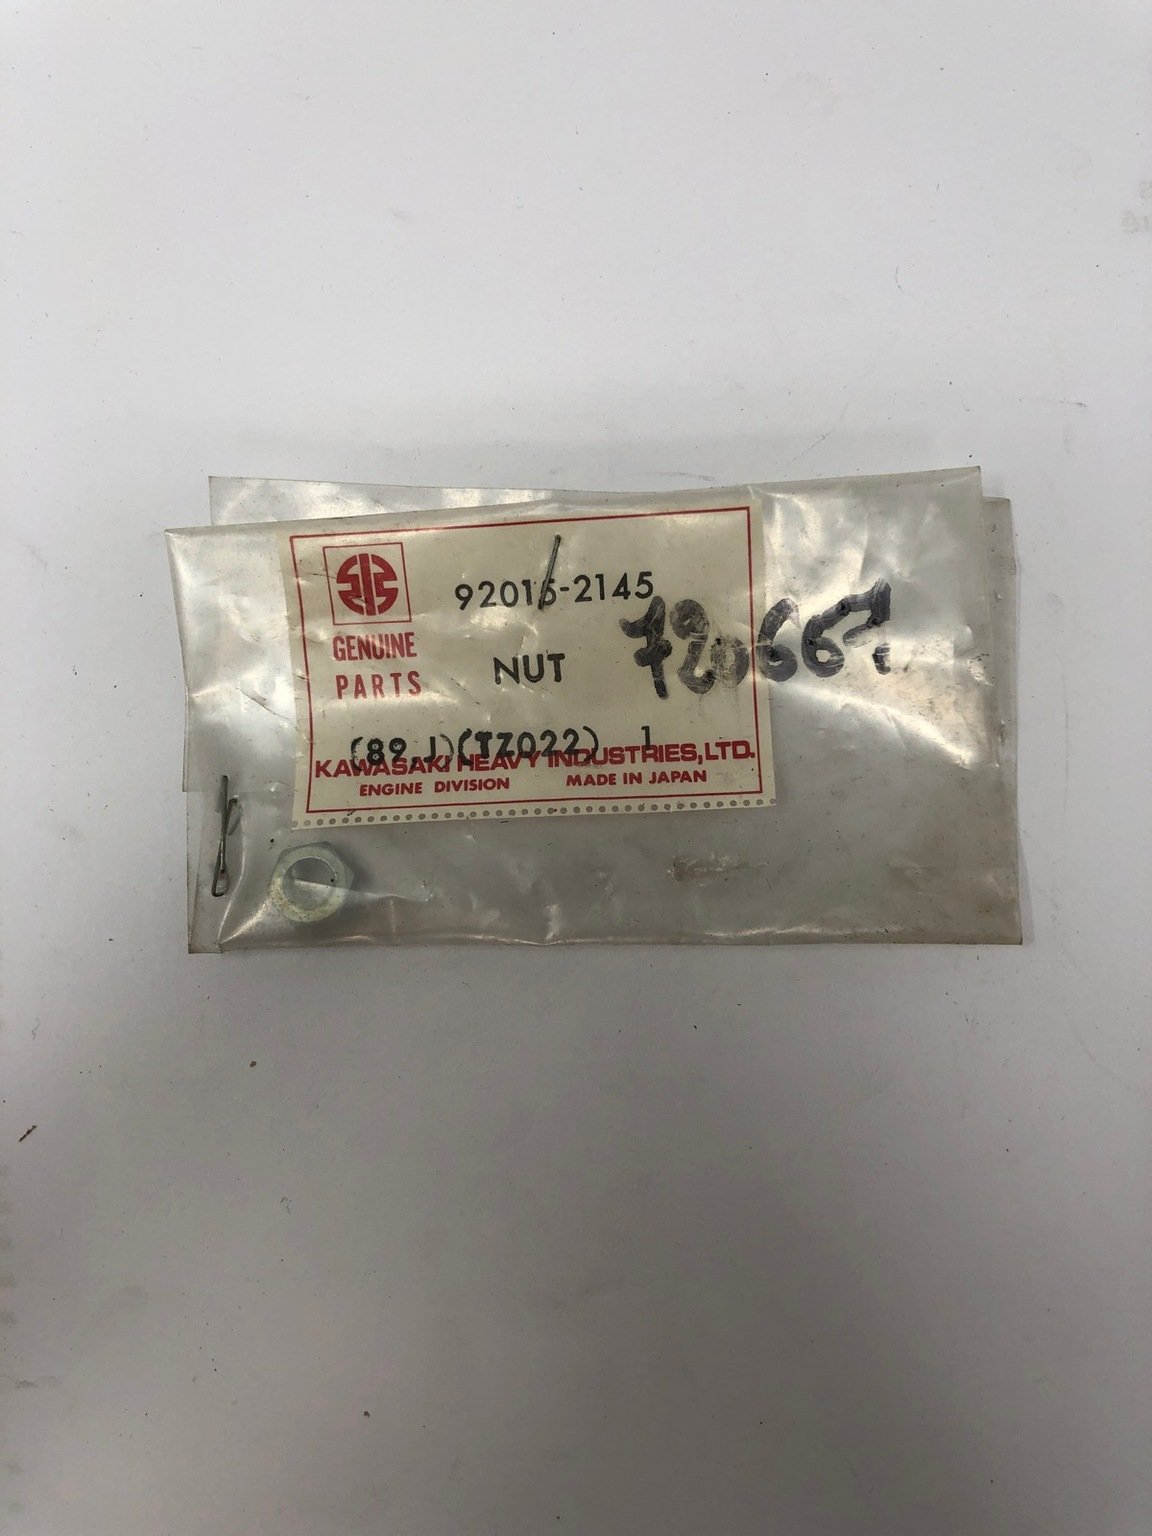 92015-2145
GENUINE
PARTS
NUT
720667
(89,J)(TZ022) 1
KAWASAKI HEAVY INDUSTRIES,LTD.
ENGINE DIVISION MADE IN JAPAN